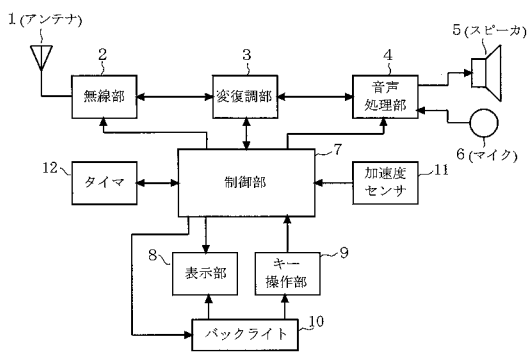 1 (アンテナ)
2
無線部
3
変復調部
4
音声
処理部
5 (スピーカ)
6 (マイク)
7
制御部
12
タイマ
加速度
センサ
11
8
表示部
キー
操作部
9
バックライト
10